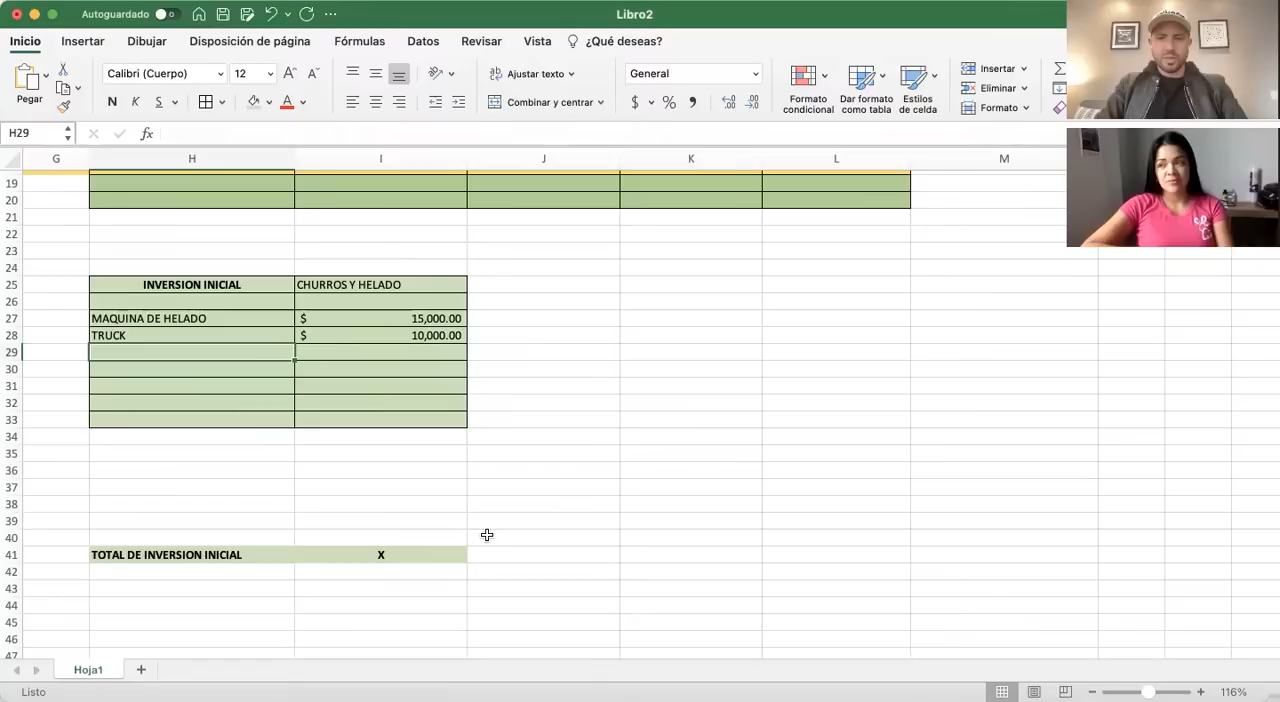 Autoguardado
Libro2
Inicio Insertar Dibujar Disposición de página Fórmulas Datos Revisar Vista ¿Qué deseas?
Pegar
Calibri (Cuerpo) 12
N K S
Ajustar texto
Combinar y centrar
General
$ %
Formato condicional
Dar formato como tabla
Estilos de celda
Insertar
Eliminar
Formato
H29 fx
G H I J K L M
19
20
21
22
23
24
25 INVERSION INICIAL CHURROS Y HELADO
26
27 MAQUINA DE HELADO $ 15,000.00
28 TRUCK $ 10,000.00
29
30
31
32
33
34
35
36
37
38
39
40
41 TOTAL DE INVERSION INICIAL X
42
43
44
45
46
47
Hoja1 +
Listo 116%